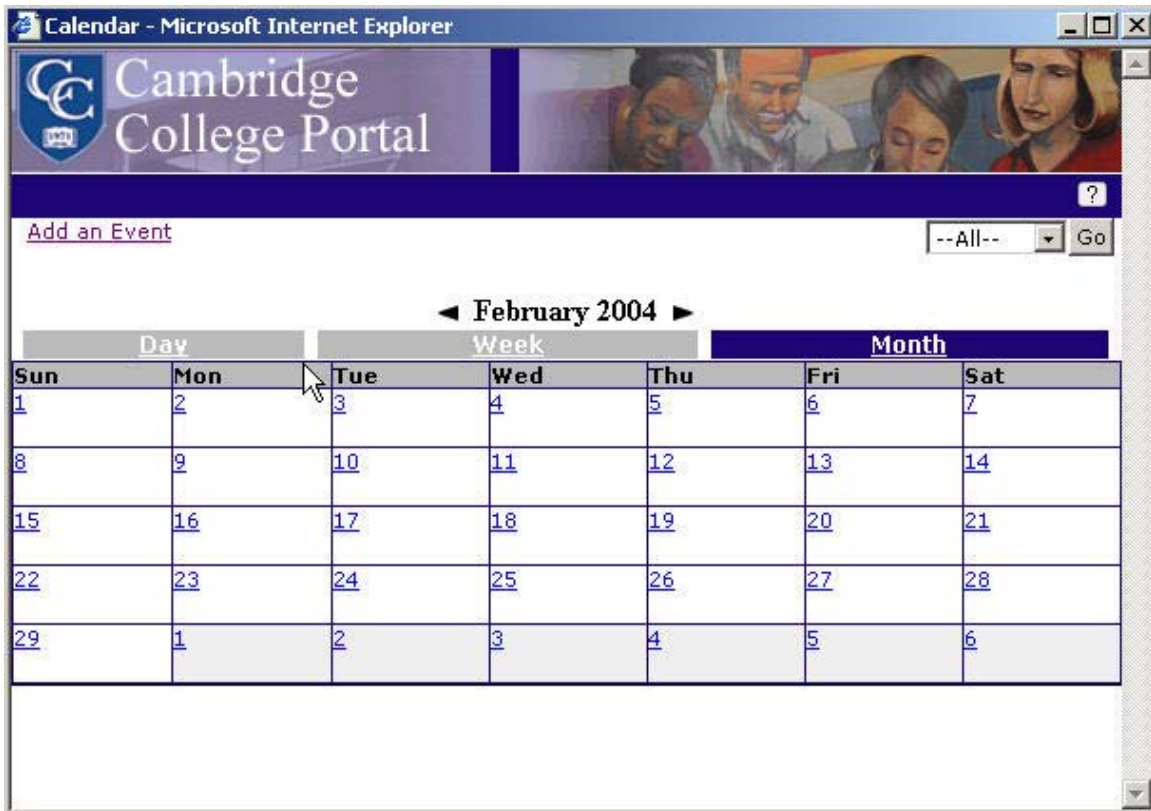 Calendar - Microsoft Internet Explorer
CC
Cambridge
College Portal
?
Add an Event
--All-- Go
February 2004
Day Week Month
Sun Mon Tue Wed Thu Fri Sat
1 2 3 4 5 6 7
8 9 10 11 12 13 14
15 16 17 18 19 20 21
22 23 24 25 26 27 28
29 1 2 3 4 5 6